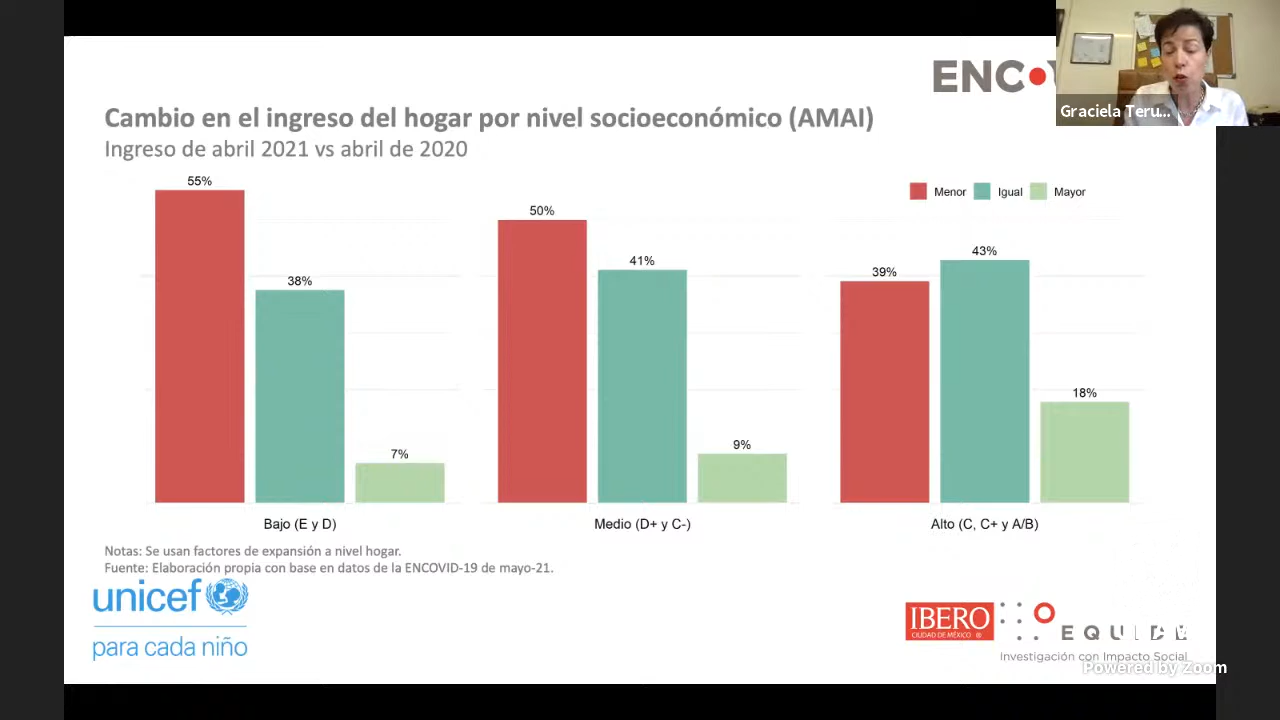 ENC
Graciela Teru...
Cambio en el ingreso del hogar por nivel socioeconómico (AMAI)
Ingreso de abril 2021 vs abril de 2020
Menor
Igual
Mayor
55%
38%
7%
50%
41%
9%
39%
43%
18%
Bajo (E y D)
Medio (D+ y C-)
Alto (C, C+ y A/B)
Notas: Se usan factores de expansión a nivel hogar.
Fuente: Elaboración propia con base en datos de la ENCOVID-19 de mayo-21.
unicef
para cada niño
IBERO
CIUDAD DE MÉXICO ®
EQUIDE
Investigación con Impacto Social
Powered by Zoom